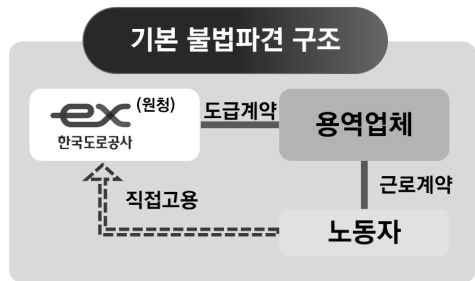 기본 불법파견 구조
ex (원청)
한국도로공사
도급계약
용역업체
근로계약
직접고용
노동자